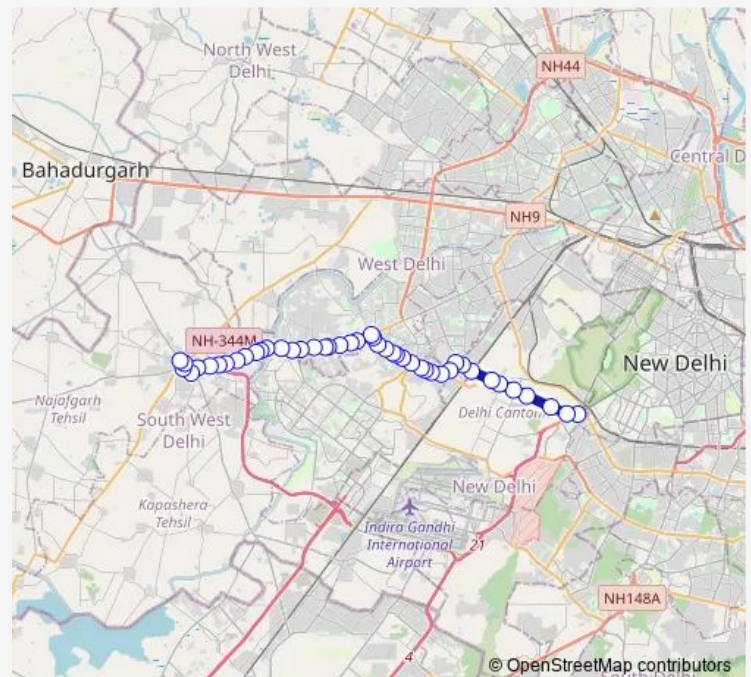 North West
Delhi
NH44
Central D
Bahadurgarh
NH9
West Delhi
NH-344M
New Delhi
Najafgarh
Tehsil
South West
Delhi
Delhi Canton
Kapashera
Tehsil
New Delhi
Indira Gandhi
International
Airport
21
NH148A
4
© OpenStreetMap contributors